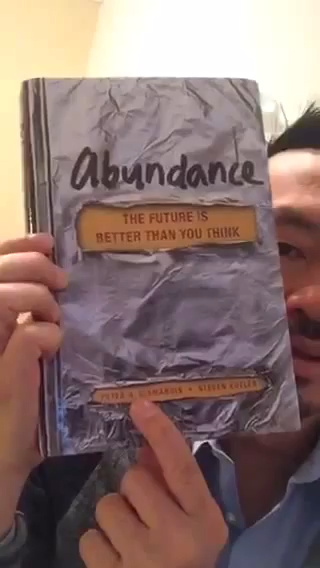 abundance
THE FUTURE IS
BETTER THAN YOU THINK
PETER H. DIAMANDIS • STEVEN KOTLER